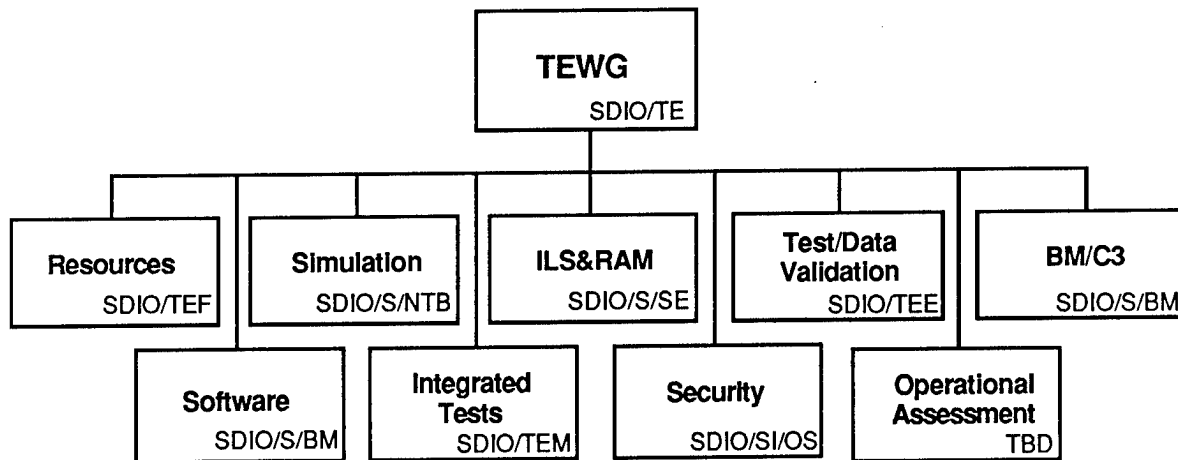 TEWG
SDIO/TE
Resources
SDIO/TEF
Simulation
SDIO/S/NTB
ILS&RAM
SDIO/S/SE
Test/Data
Validation
SDIO/TEE
BM/C3
SDIO/S/BM
Software
SDIO/S/BM
Integrated
Tests
SDIO/TEM
Security
SDIO/SI/OS
Operational
Assessment
TBD